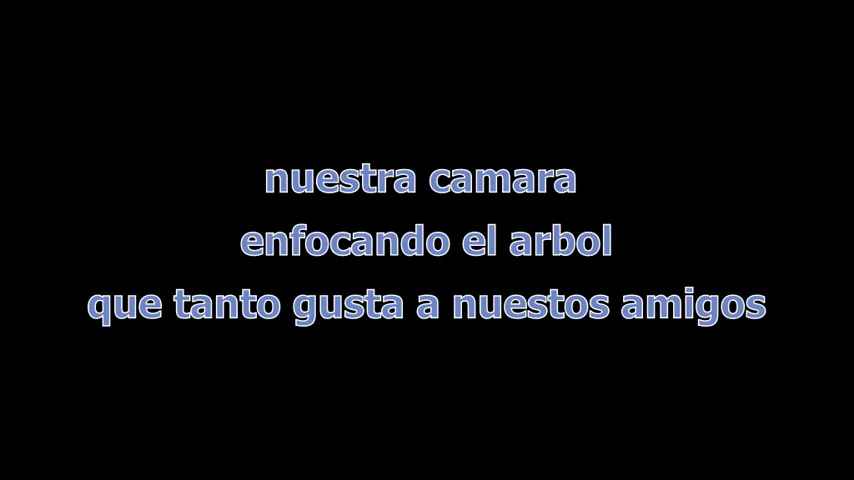 nuestra camara
enfocando el arbol
que tanto gusta a nuestos amigos